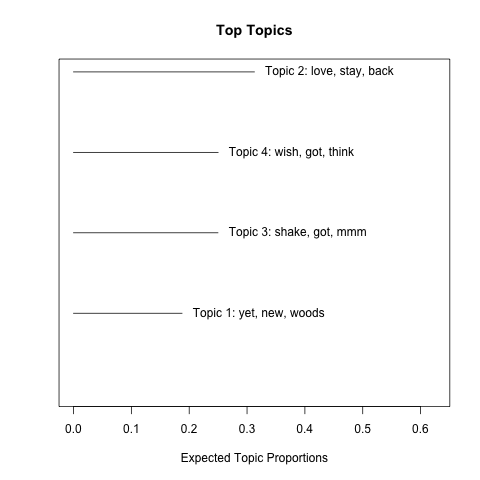 Top Topics
Topic 2: love, stay, back
Topic 4: wish, got, think
Topic 3: shake, got, mmm
Topic 1: yet, new, woods
0.0 0.1 0.2 0.3 0.4 0.5 0.6
Expected Topic Proportions